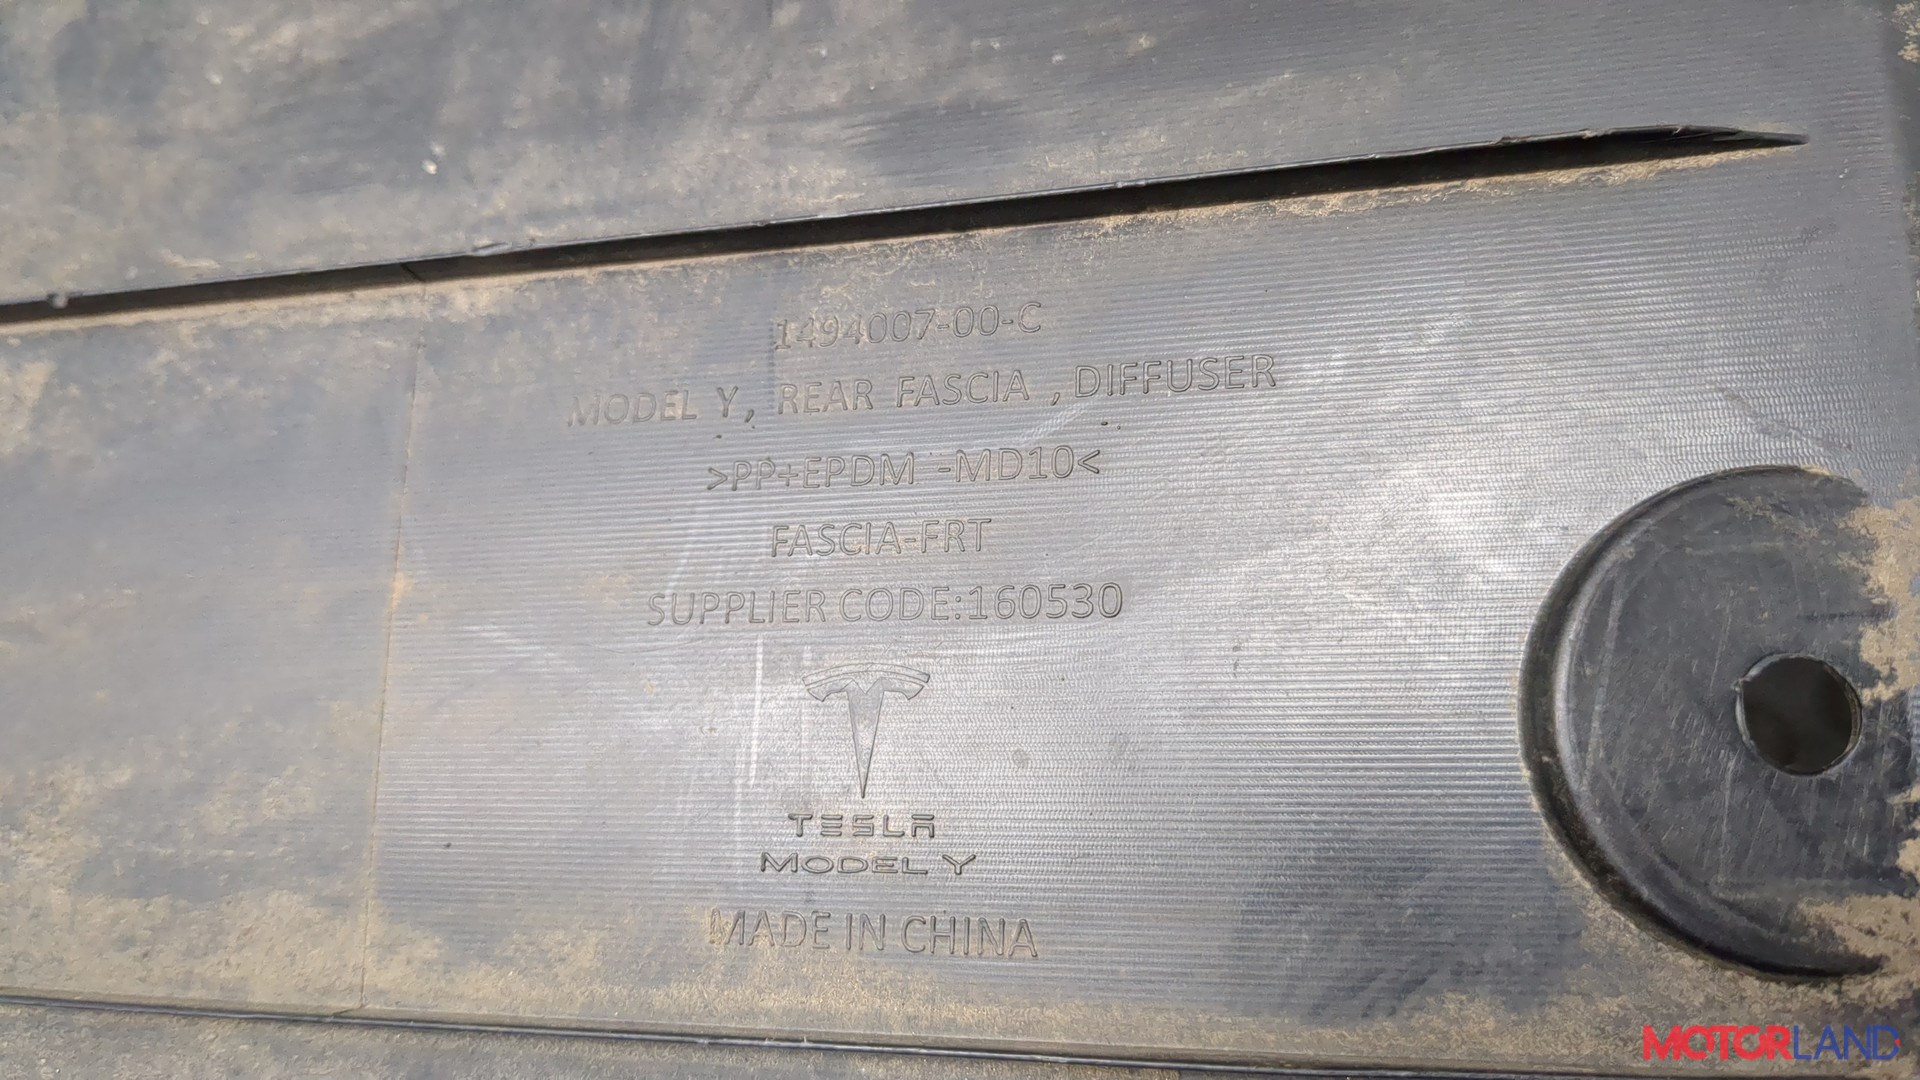 1494007-00-C
MODEL Y, REAR FASCIA , DIFFUSER
>PP+EPDM -MD10<
FASCIA-FRT
SUPPLIER CODE:160530
TESLA
MODEL Y
MADE IN CHINA
MOTORLAND